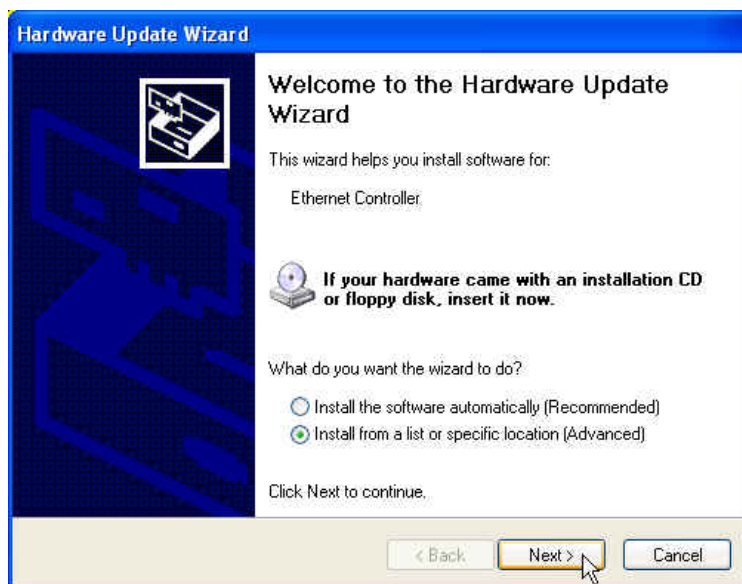 Hardware Update Wizard
Welcome to the Hardware Update
Wizard
This wizard helps you install software for:
Ethernet Controller
If your hardware came with an installation CD
or floppy disk, insert it now.
What do you want the wizard to do?
Install the software automatically (Recommended)
Install from a list or specific location (Advanced)
Click Next to continue.
< Back Next > Cancel